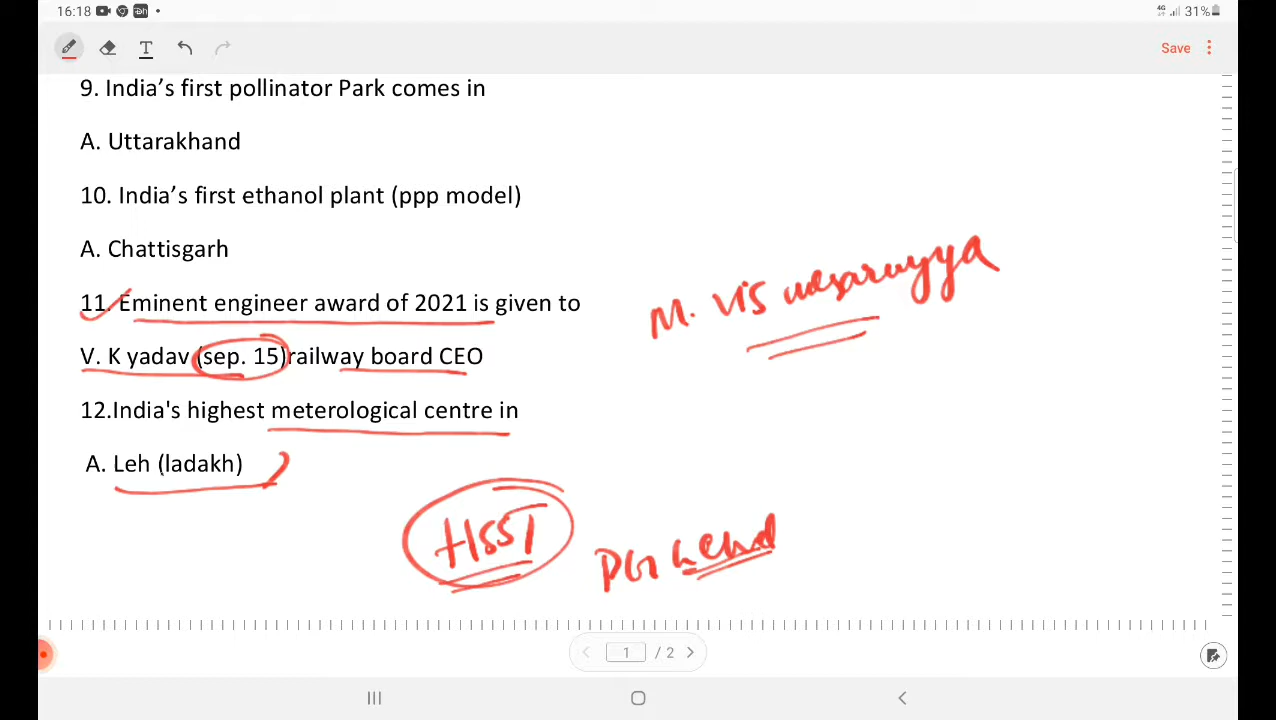 16:18
4G 31%
T Save
9. India’s first pollinator Park comes in
A. Uttarakhand
10. India’s first ethanol plant (ppp model)
A. Chattisgarh
11. Eminent engineer award of 2021 is given to
M. Vis
V. K yadav (sep. 15)railway board CEO
12.India's highest meterological centre in
A. Leh (ladakh)
HSST
1 / 2